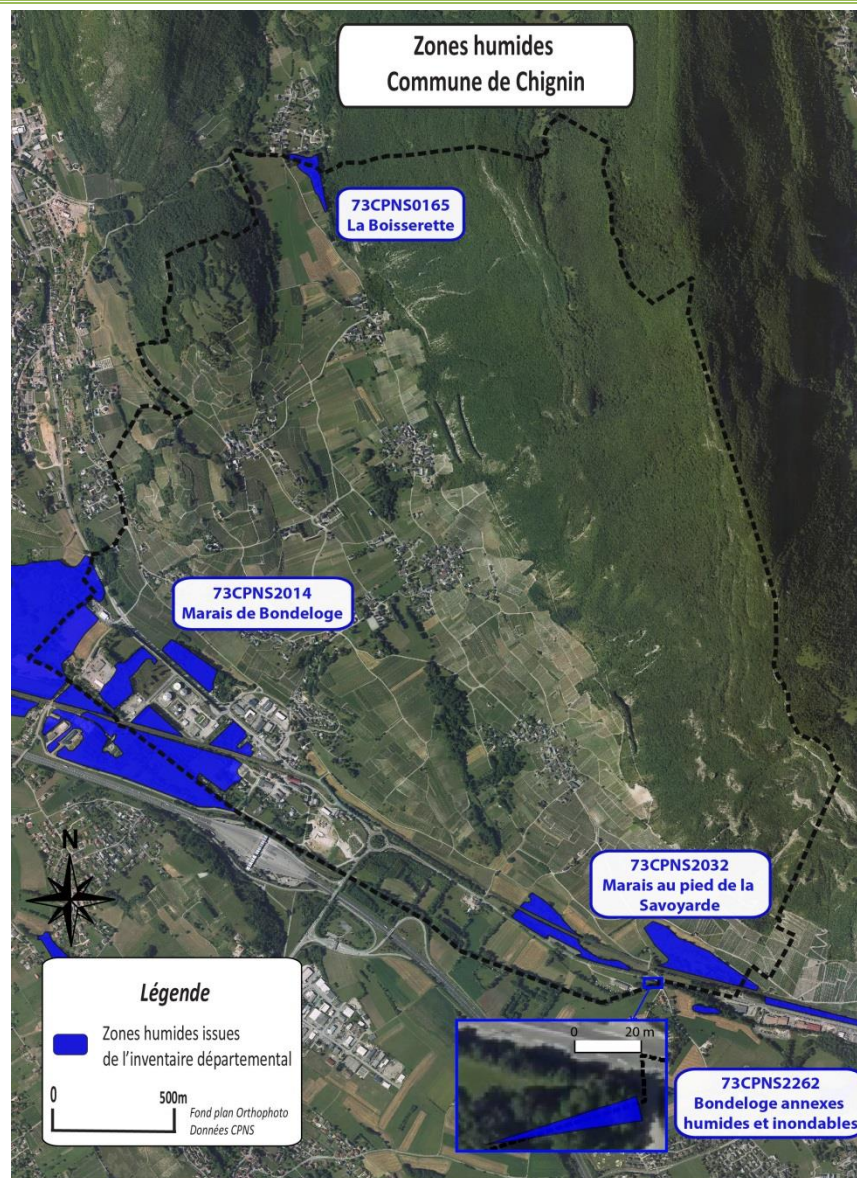 Zones humides
Commune de Chignin
73CPNS0165
La Boisserette
73CPNS2014
Marais de Bondeloge
73CPNS2032
Marais au pied de la
Savoyarde
N
Légende
Zones humides issues
de l'inventaire départemental
0 500m
Fond plan Orthophoto
Données CPNS
0 20 m
73CPNS2262
Bondeloge annexes
humides et inondables